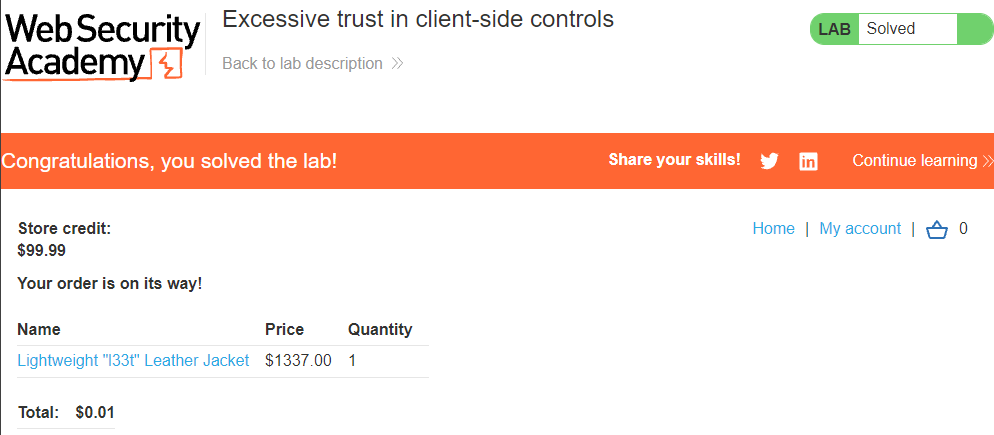 Web Security
Academy
Excessive trust in client-side controls
Back to lab description
LAB Solved
Congratulations, you solved the lab!
Share your skills!
Continue learning
Store credit:
$99.99
Home | My account | 0
Your order is on its way!
Name Price Quantity
Lightweight "l33t" Leather Jacket $1337.00 1
Total: $0.01